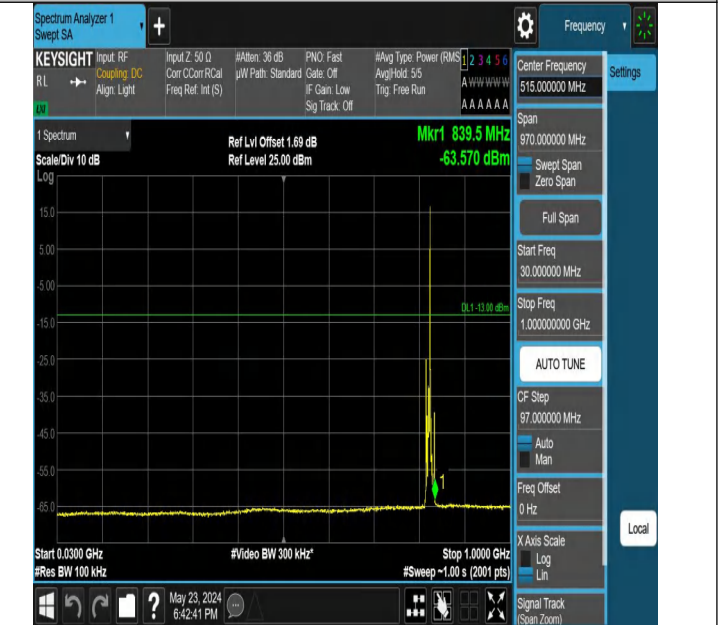 Spectrum Analyzer 1
Swept SA
+
Frequency
KEYSIGHT
RL
LXI
Input: RF
Coupling: DC
Align: Light
Input Z: 50 Ω
Corr CCorr RCal
Freq Ref: Int (S)
#Atten: 36 dB
µW Path: Standard
PNO: Fast
Gate: Off
IF Gain: Low
Sig Track: Off
#Avg Type: Power (RMS
Avg|Hold: 5/5
Trig: Free Run
1 2 3 4 5 6
A W W W W W
A A A A A A
1 Spectrum
Scale/Div 10 dB
Log
Ref Lvl Offset 1.69 dB
Ref Level 25.00 dBm
Mkr1 839.5 MHz
-63.570 dBm
15.0
5.00
-5.00
-15.0
-25.0
-35.0
-45.0
-55.0
-65.0
DL1 -13.00 dBm
1
Start 0.0300 GHz
#Res BW 100 kHz
#Video BW 300 kHz*
Stop 1.0000 GHz
#Sweep ~1.00 s (2001 pts)
?
May 23, 2024
6:42:41 PM
Center Frequency
515.000000 MHz
Span
970.000000 MHz
Swept Span
Zero Span
Full Span
Start Freq
30.000000 MHz
Stop Freq
1.000000000 GHz
AUTO TUNE
CF Step
97.000000 MHz
Auto
Man
Freq Offset
0 Hz
X Axis Scale
Log
Lin
Signal Track
(Span Zoom)
Settings
Local